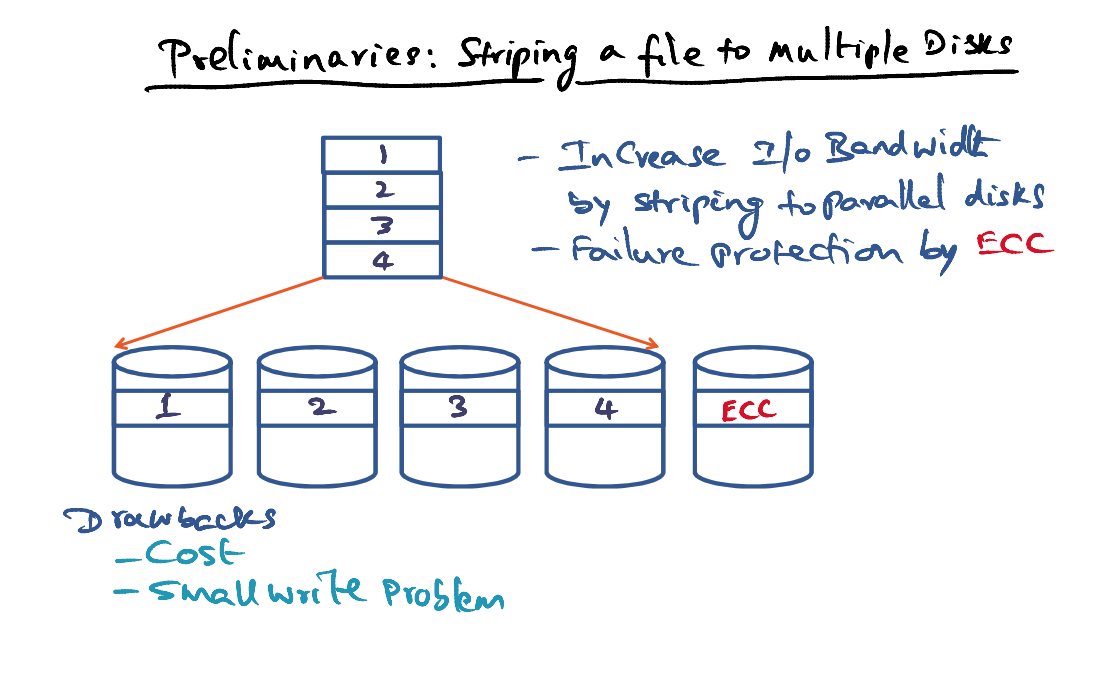 Preliminaries: Striping a file to multiple Disks
1
2
3
4
- Increase I/o Bandwidth
by striping to parallel disks
- Failure protection by ECC
1 2 3 4 ECC
Drawbacks
- Cost
- Small write Problem